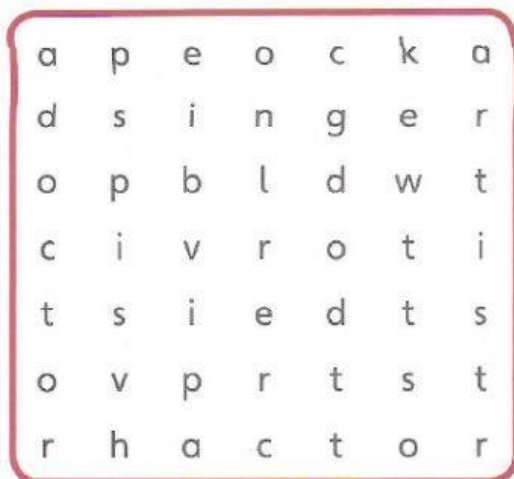 a p e o c k a
d s i n g e r
o p b l d w t
c i v r o t i
t s i e d t s
o v p r t s t
r h a c t o r